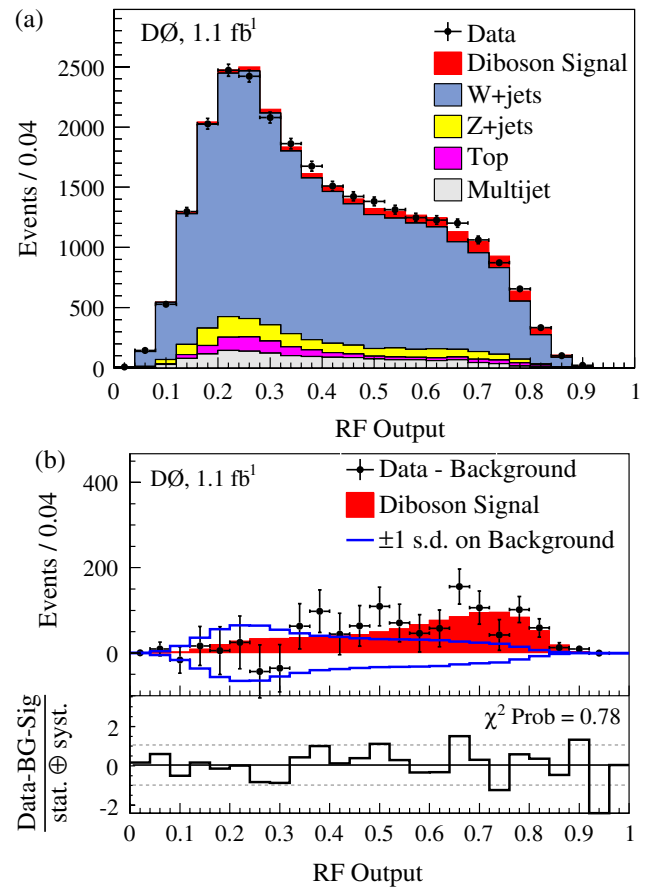 (a)
DØ, 1.1 fb⁻¹
Data
Diboson Signal
W+jets
Z+jets
Top
Multijet
Events / 0.04
2500
2000
1500
1000
500
0
0 0.1 0.2 0.3 0.4 0.5 0.6 0.7 0.8 0.9 1
RF Output
(b)
DØ, 1.1 fb⁻¹
Data - Background
Diboson Signal
±1 s.d. on Background
Events / 0.04
400
200
0
χ² Prob = 0.78
Data-BG-Sig
stat. ⊕ syst.
2
0
-2
0 0.1 0.2 0.3 0.4 0.5 0.6 0.7 0.8 0.9 1
RF Output